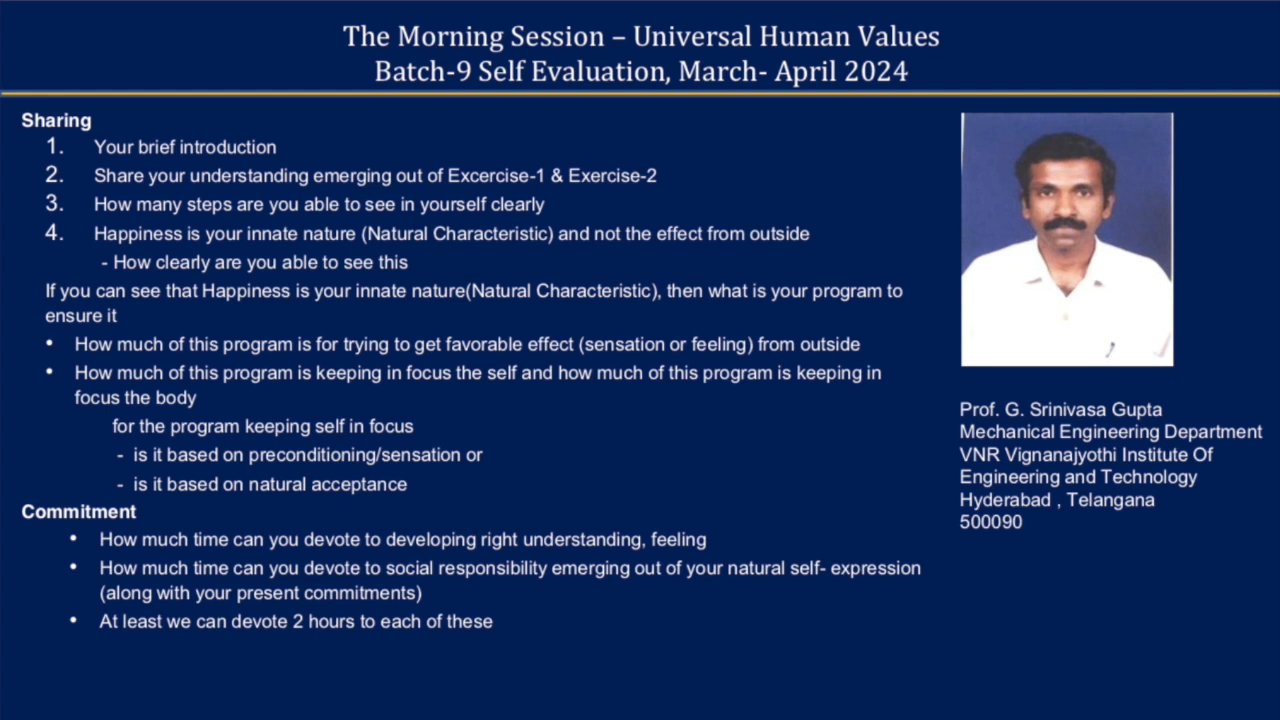 The Morning Session – Universal Human Values
Batch-9 Self Evaluation, March- April 2024
Sharing
1. Your brief introduction
2. Share your understanding emerging out of Excercise-1 & Exercise-2
3. How many steps are you able to see in yourself clearly
4. Happiness is your innate nature (Natural Characteristic) and not the effect from outside
- How clearly are you able to see this
If you can see that Happiness is your innate nature(Natural Characteristic), then what is your program to
ensure it
• How much of this program is for trying to get favorable effect (sensation or feeling) from outside
• How much of this program is keeping in focus the self and how much of this program is keeping in
focus the body
for the program keeping self in focus
- is it based on preconditioning/sensation or
- is it based on natural acceptance
Commitment
• How much time can you devote to developing right understanding, feeling
• How much time can you devote to social responsibility emerging out of your natural self- expression
(along with your present commitments)
• At least we can devote 2 hours to each of these
Prof. G. Srinivasa Gupta
Mechanical Engineering Department
VNR Vignanajyothi Institute Of
Engineering and Technology
Hyderabad , Telangana
500090